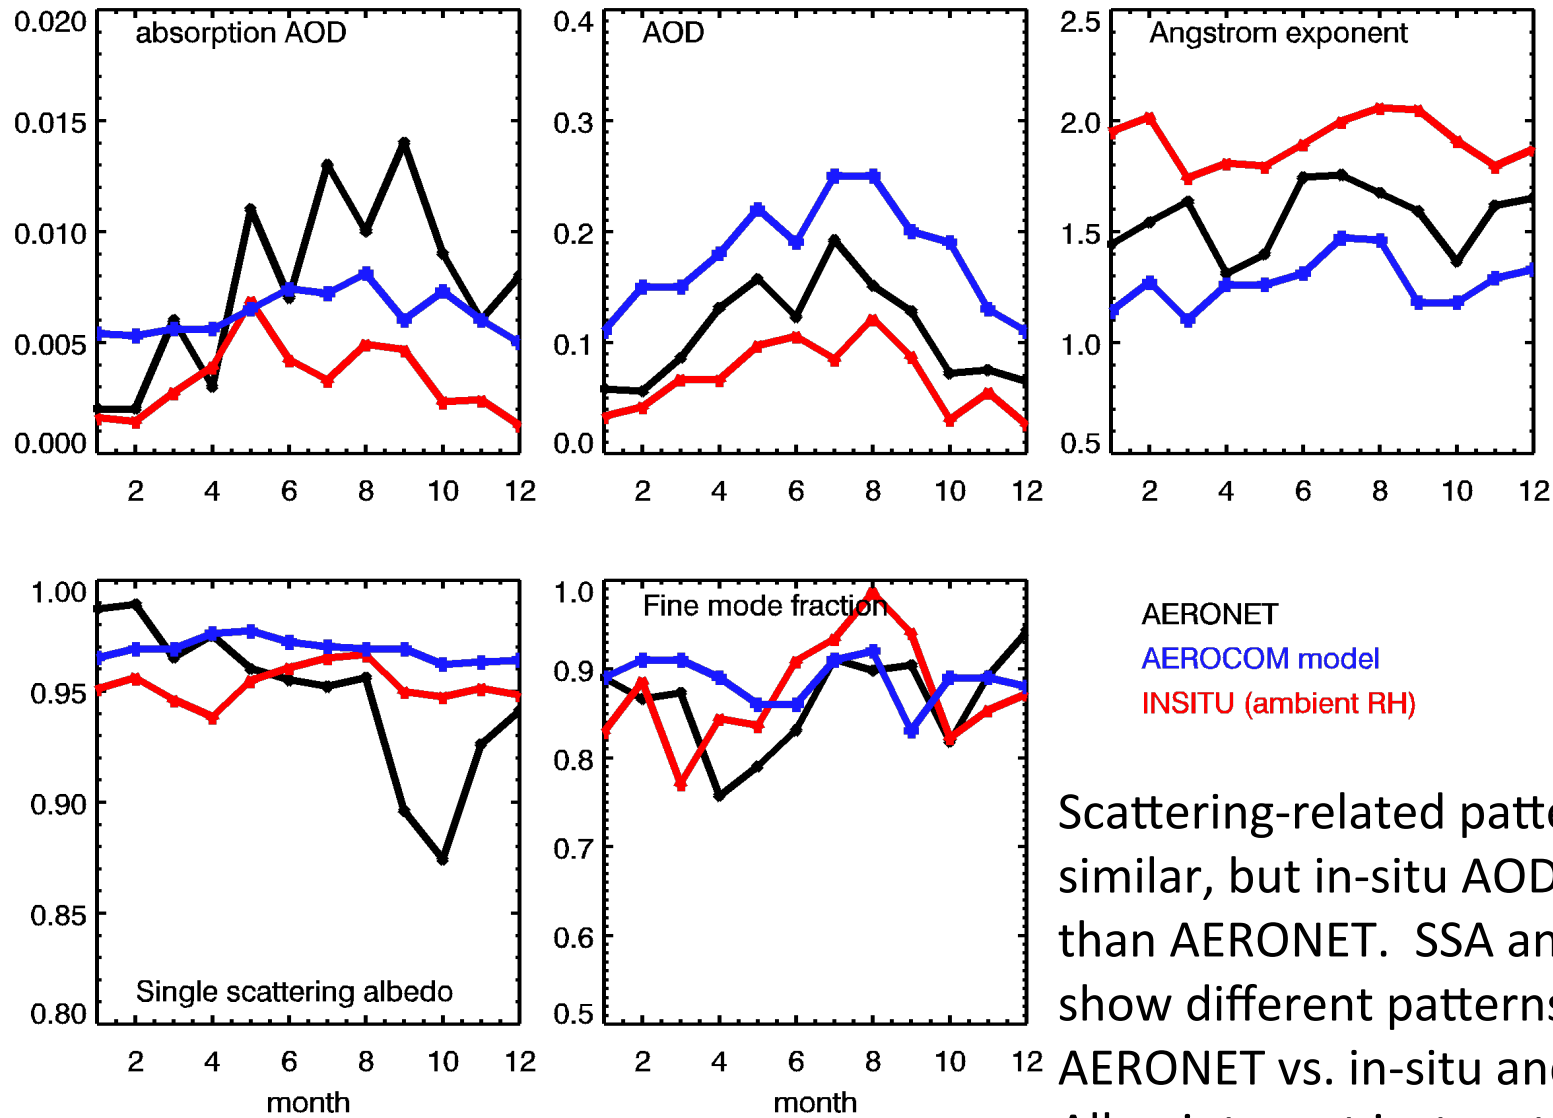 absorption AOD
0.020
0.015
0.010
0.005
0.000
2 4 6 8 10 12
AOD
0.4
0.3
0.2
0.1
0.0
2 4 6 8 10 12
Angstrom exponent
2.5
2.0
1.5
1.0
0.5
2 4 6 8 10 12
1.00
0.95
0.90
0.85
0.80
Single scattering albedo
2 4 6 8 10 12
month
Fine mode fraction
1.0
0.9
0.8
0.7
0.6
0.5
2 4 6 8 10 12
month
AERONET
AEROCOM model
INSITU (ambient RH)
Scattering-related
similar, but in-situ AOD
than AERONET. SSA
show different patterns
AERONET vs. in-situ